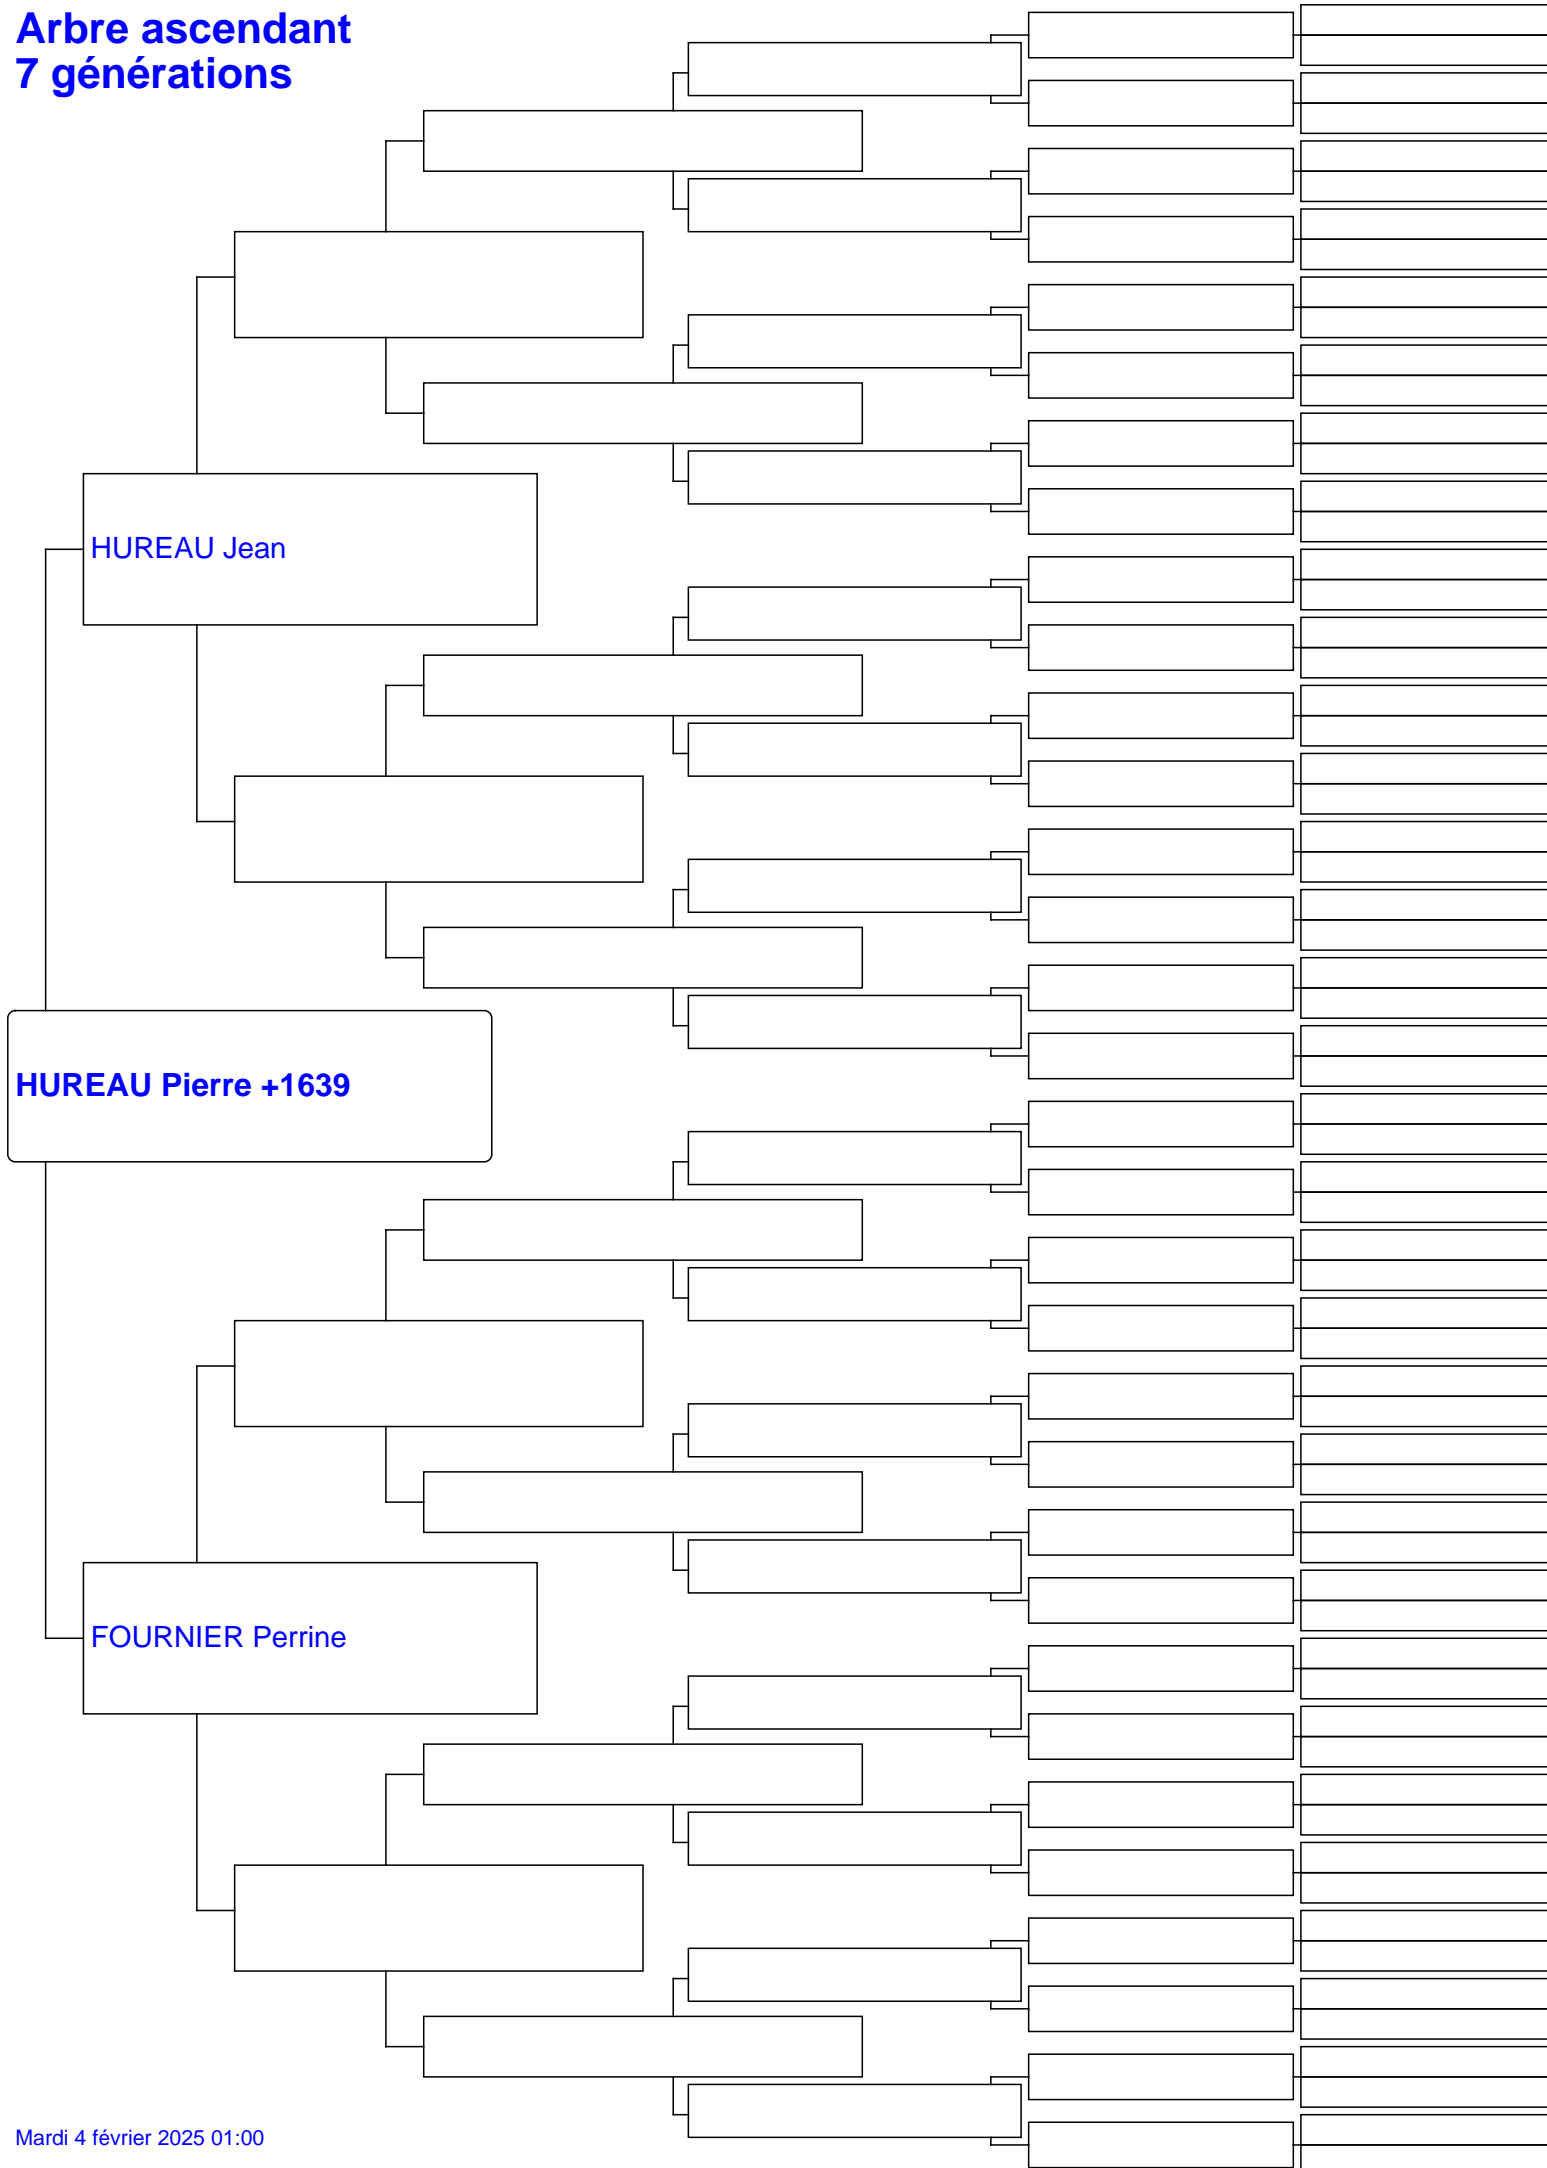 Arbre ascendant
7 générations
HUREAU Jean
HUREAU Pierre +1639
FOURNIER Perrine
Mardi 4 février 2025 01:00